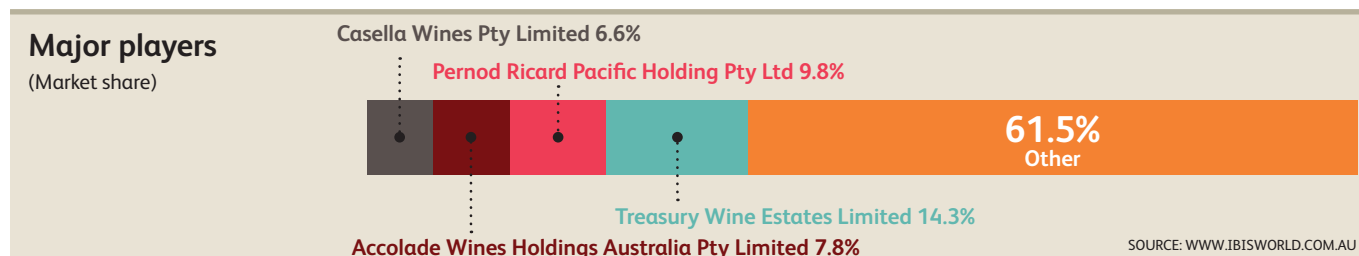 Major players
(Market share)
Casella Wines Pty Limited 6.6%
Pernod Ricard Pacific Holding Pty Ltd 9.8%
61.5%
Other
Treasury Wine Estates Limited 14.3%
Accolade Wines Holdings Australia Pty Limited 7.8%
SOURCE: WWW.IBISWORLD.COM.AU